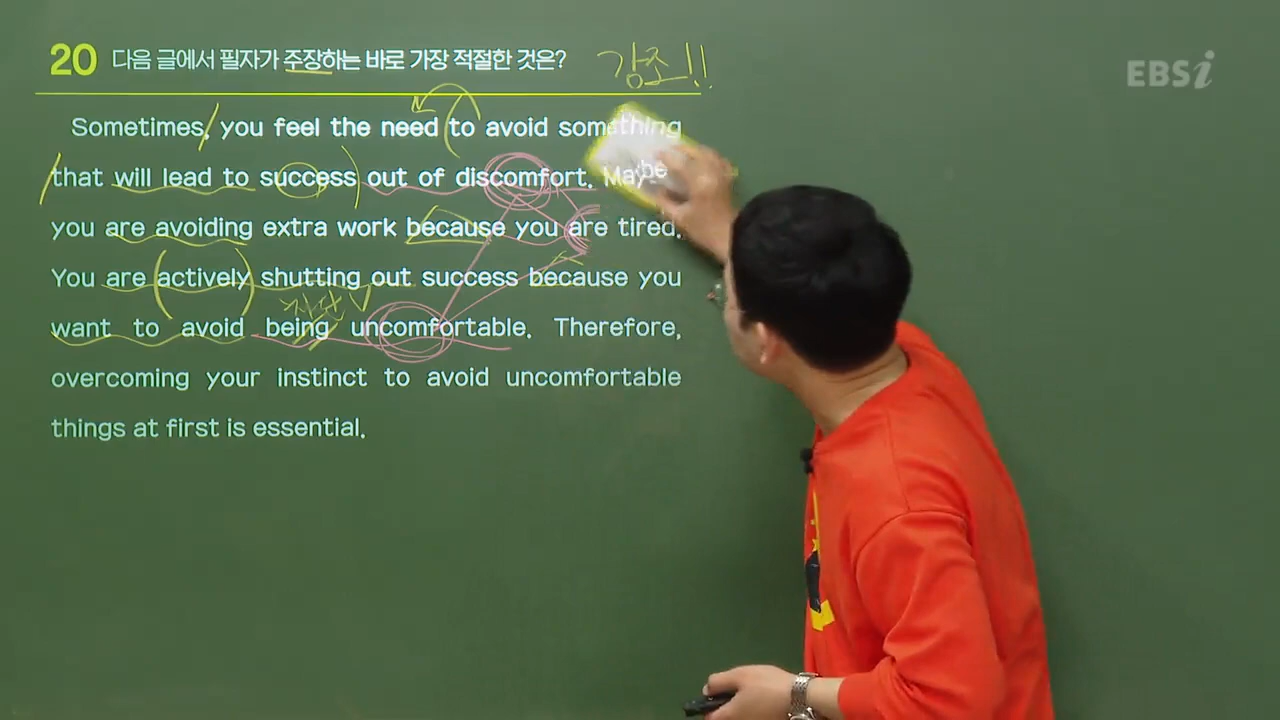 20 다음 글에서 필자가 주장하는 바로 가장 적절한 것은? 강조!!
EBSi
Sometimes, you feel the need to avoid something
that will lead to success out of discomfort. Maybe
you are avoiding extra work because you are tired.
You are actively shutting out success because you
want to avoid being uncomfortable. Therefore,
overcoming your instinct to avoid uncomfortable
things at first is essential.